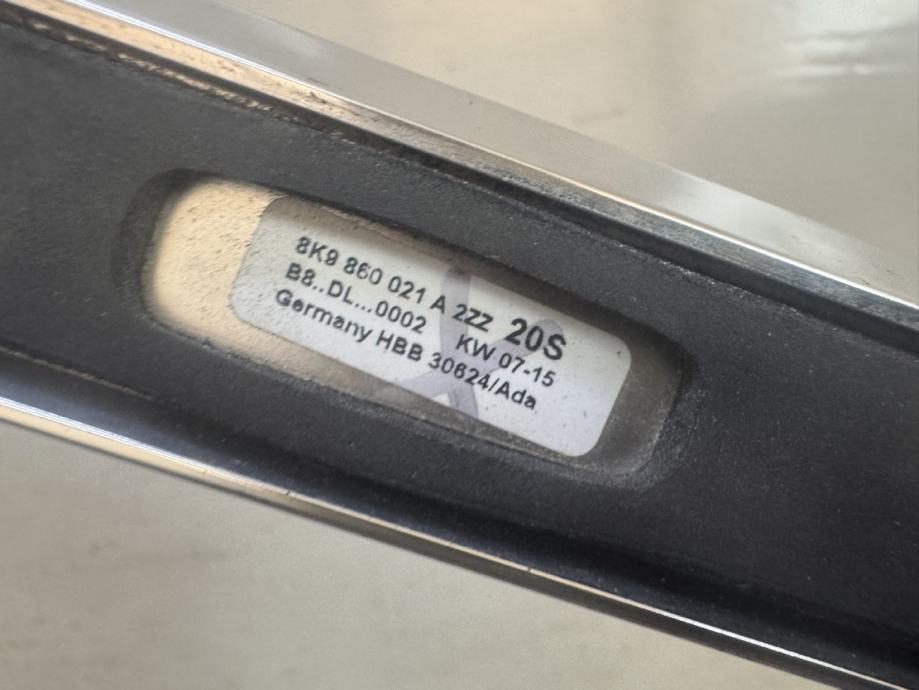 8K9 860 021 A 2ZZ 20S
B8..DL...0002 KW 07-15
Germany HBB 30624/Ada